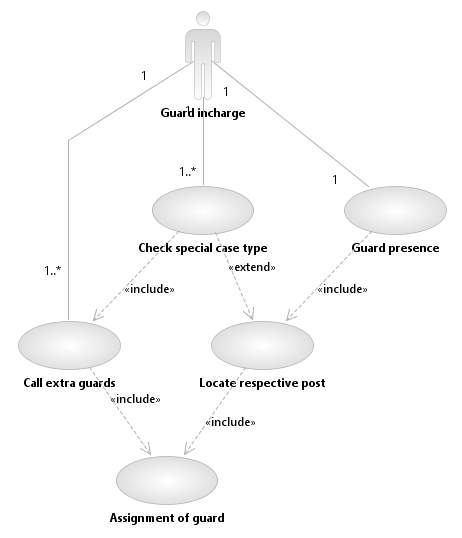 1
1
1
Guard incharge
1..*
1
Check special case type
Guard presence
1..*
«extend»
«include»
«include»
Call extra guards
Locate respective post
«include»
«include»
Assignment of guard